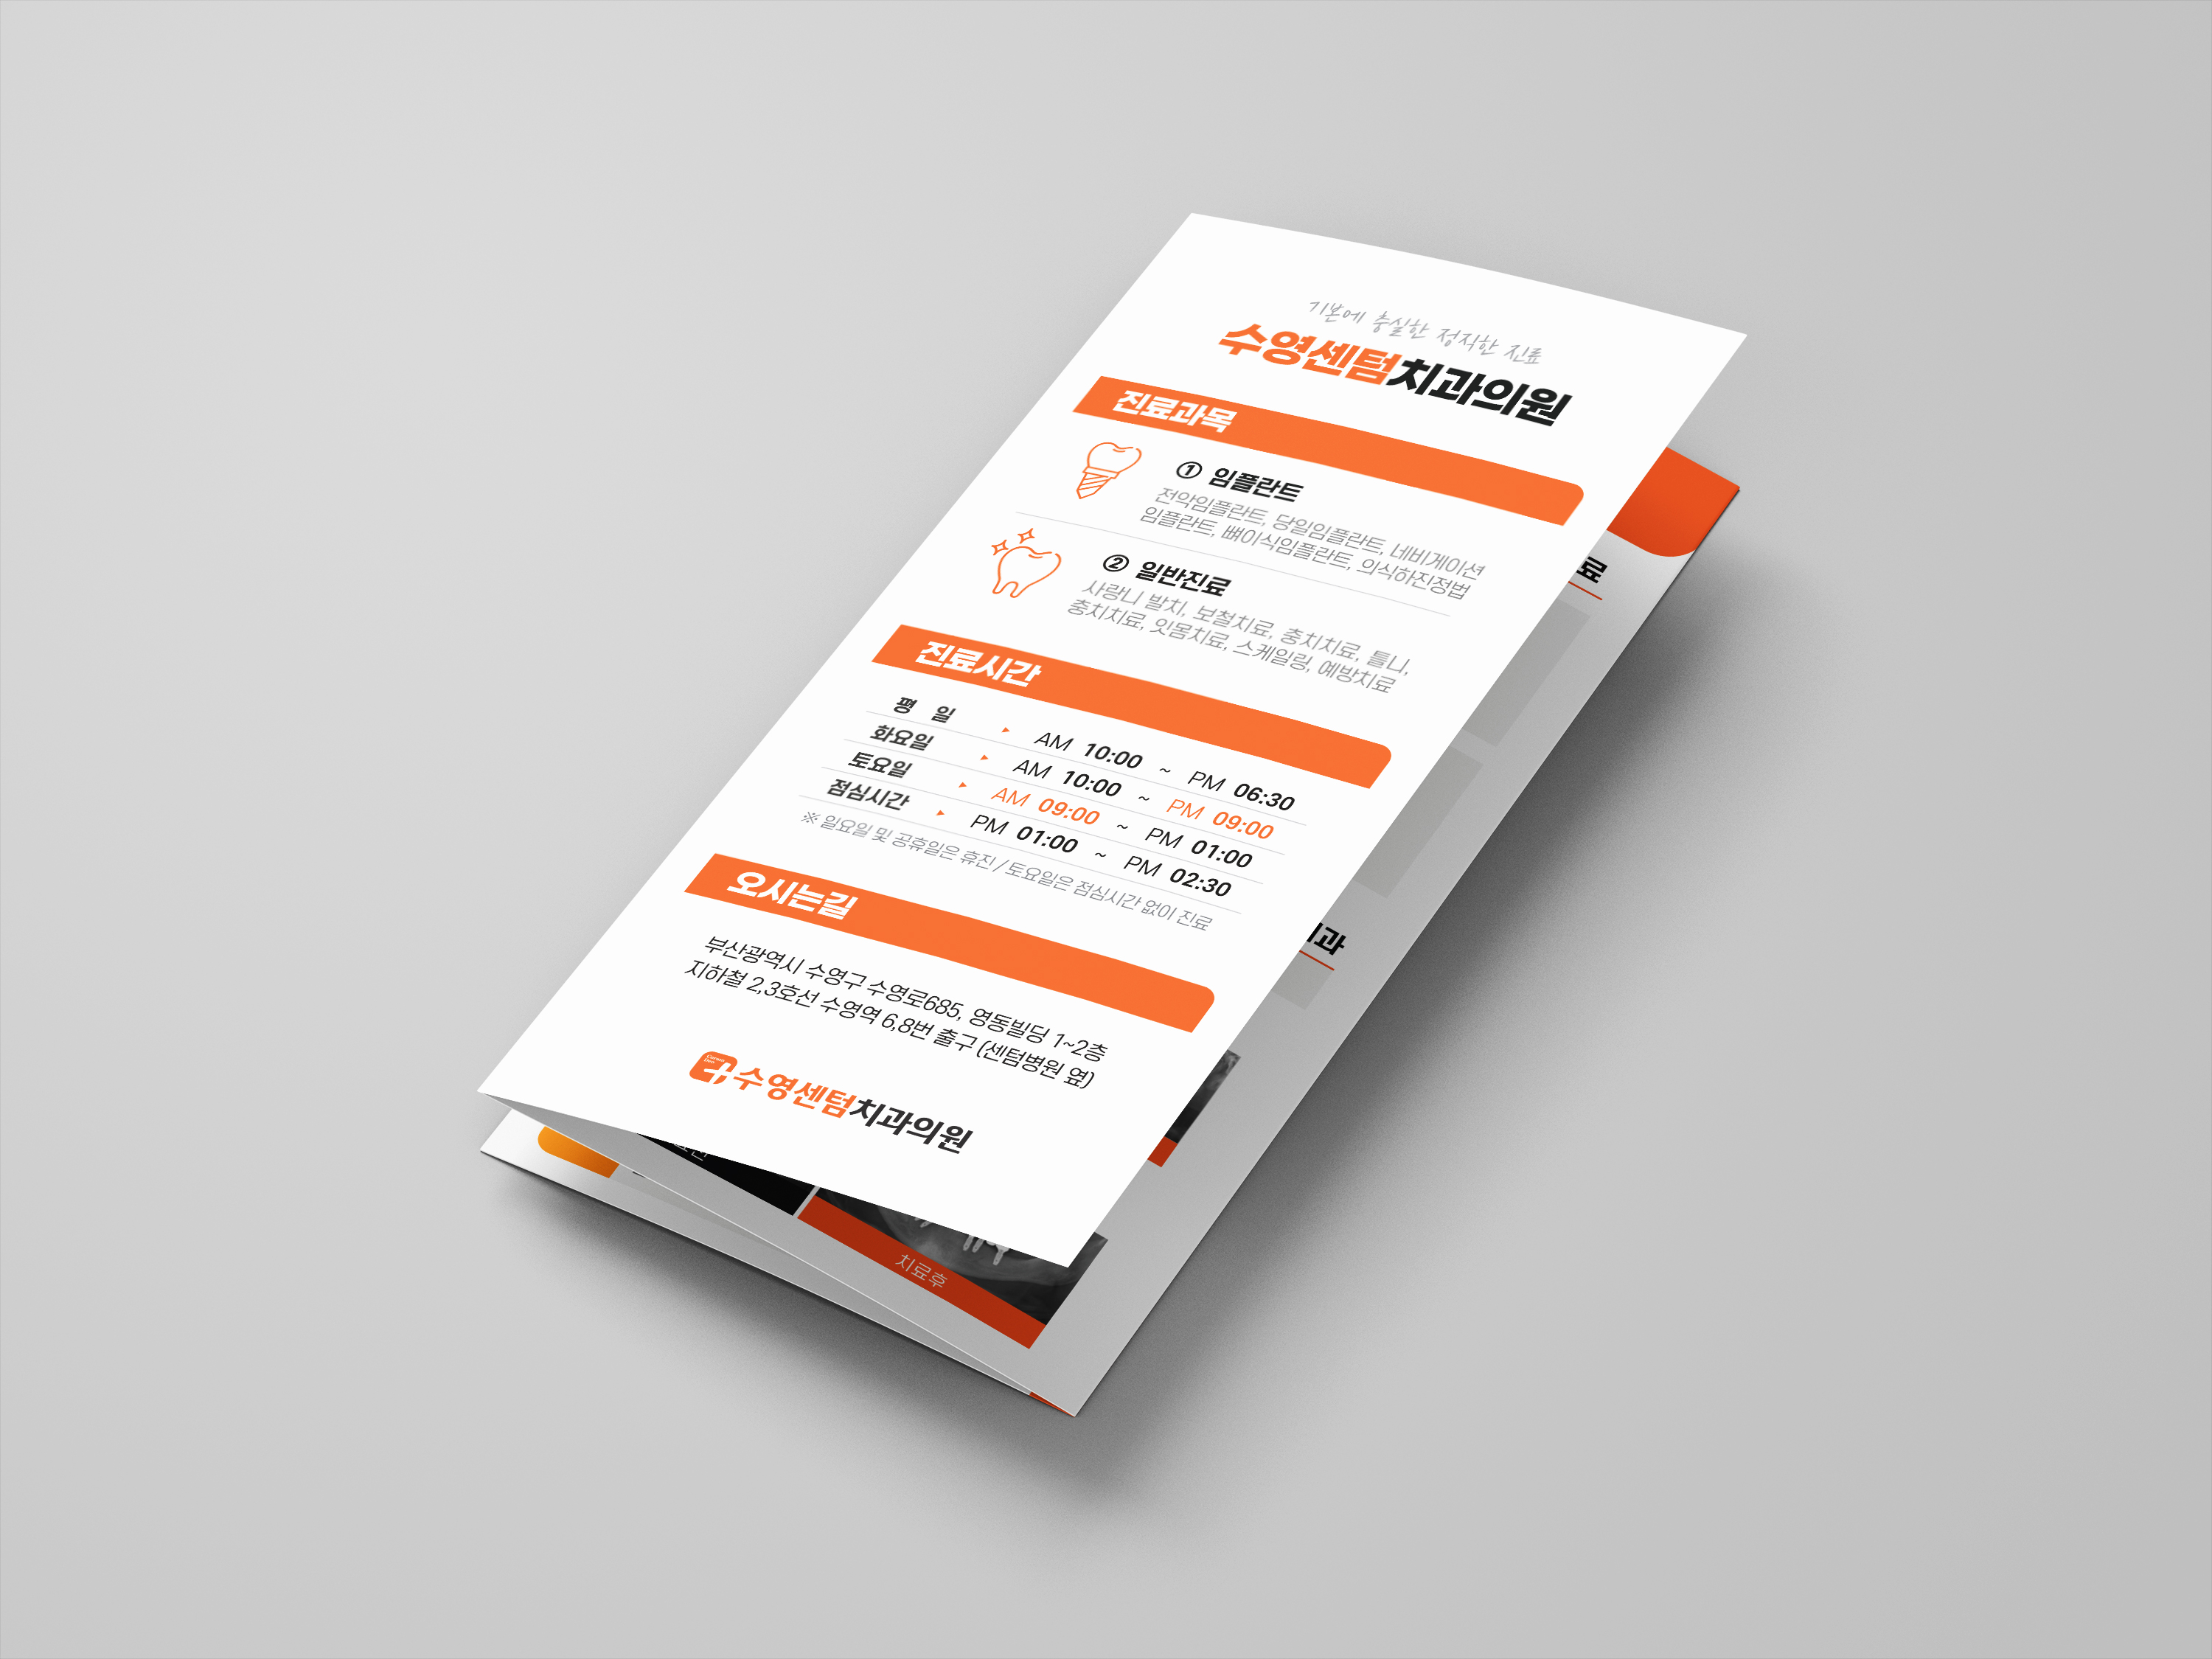 기본에 충실한 정직한 진료
수영센텀치과의원
진료과목
① 임플란트
전악임플란트, 당일임플란트, 네비게이션
임플란트, 뼈이식임플란트, 의식하진정법
② 일반진료
사랑니 발치, 보철치료, 충치치료, 틀니,
충치치료, 잇몸치료, 스케일링, 예방치료
진료시간
평 일 ▸ AM 10:00 ~ PM 06:30
화요일 ▸ AM 10:00 ~ PM 09:00
토요일 ▸ AM 09:00 ~ PM 01:00
점심시간 ▸ PM 01:00 ~ PM 02:30
※ 일요일 및 공휴일은 휴진 / 토요일은 점심시간 없이 진료
오시는길
부산광역시 수영구 수영로685, 영동빌딩 1~2층
지하철 2,3호선 수영역 6,8번 출구 (센텀병원 옆)
수영센텀치과의원
료
과
치료후